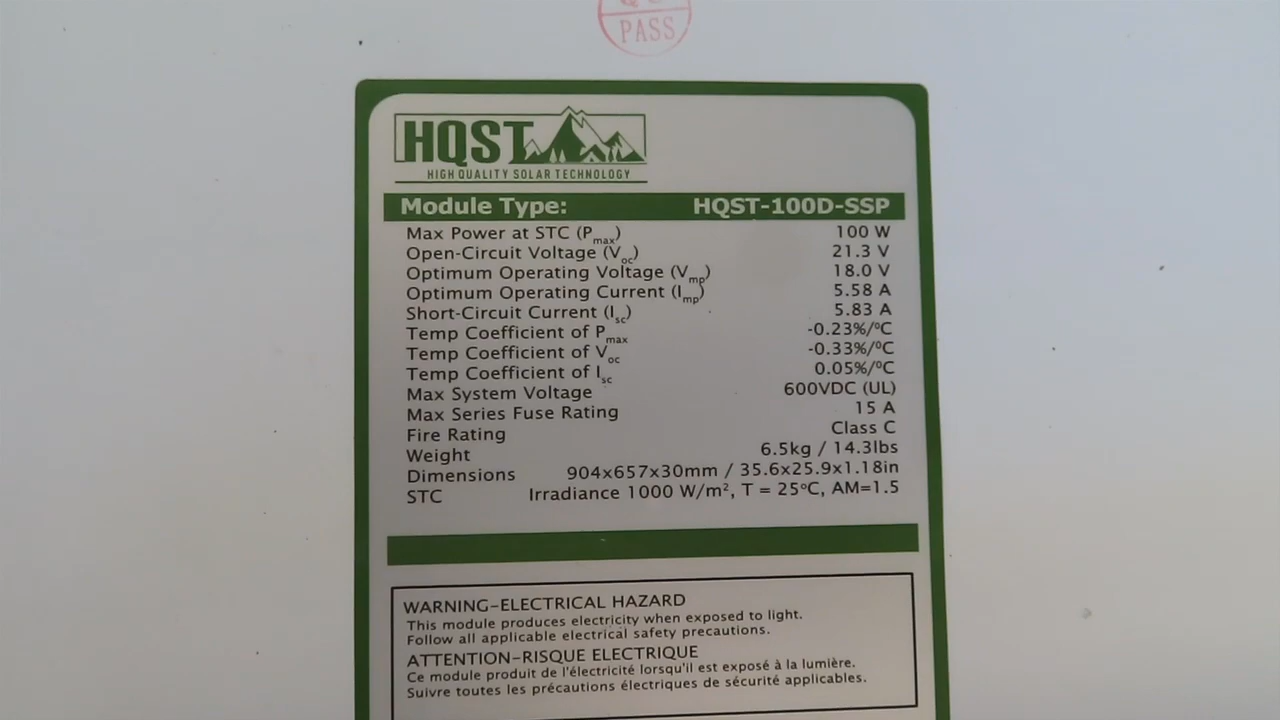 PASS
HQST
HIGH QUALITY SOLAR TECHNOLOGY
Module Type: HQST-100D-SSP
Max Power at STC (Pmax) 100 W
Open-Circuit Voltage (Voc) 21.3 V
Optimum Operating Voltage (Vmp) 18.0 V
Optimum Operating Current (Imp) 5.58 A
Short-Circuit Current (Isc) 5.83 A
Temp Coefficient of Pmax -0.23%/ºC
Temp Coefficient of Voc -0.33%/ºC
Temp Coefficient of Isc 0.05%/ºC
Max System Voltage 600VDC (UL)
Max Series Fuse Rating 15 A
Fire Rating Class C
Weight 6.5kg / 14.3lbs
Dimensions 904x657x30mm / 35.6x25.9x1.18in
STC Irradiance 1000 W/m², T = 25ºC, AM=1.5
WARNING-ELECTRICAL HAZARD
This module produces electricity when exposed to light.
Follow all applicable electrical safety precautions.
ATTENTION-RISQUE ELECTRIQUE
Ce module produit de l'électricité lorsqu'il est exposé à la lumière.
Suivre toutes les précautions électriques de sécurité applicables.